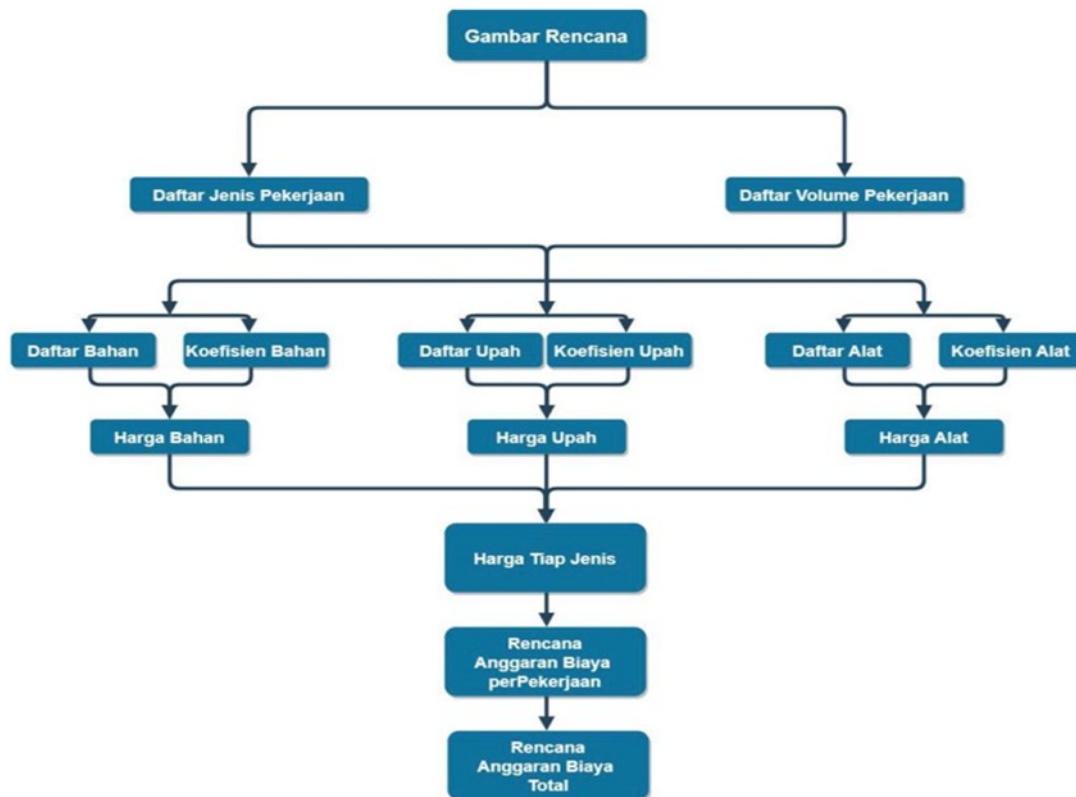 Gambar Rencana
Daftar Jenis Pekerjaan
Daftar Volume Pekerjaan
Daftar Bahan
Koefisien Bahan
Daftar Upah
Koefisien Upah
Daftar Alat
Koefisien Alat
Harga Bahan
Harga Upah
Harga Alat
Harga Tiap Jenis
Rencana
Anggaran Biaya
perPekerjaan
Rencana
Anggaran Biaya
Total